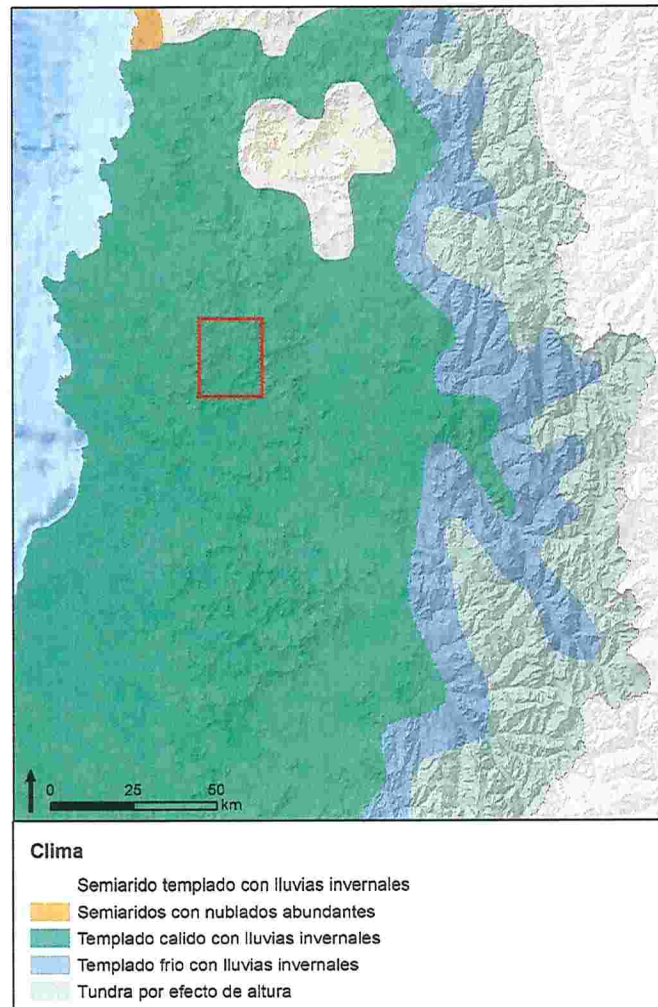 0 25 50
km
Clima
Semiarido templado con lluvias invernales
Semiaridos con nublados abundantes
Templado calido con lluvias invernales
Templado frio con lluvias invernales
Tundra por efecto de altura